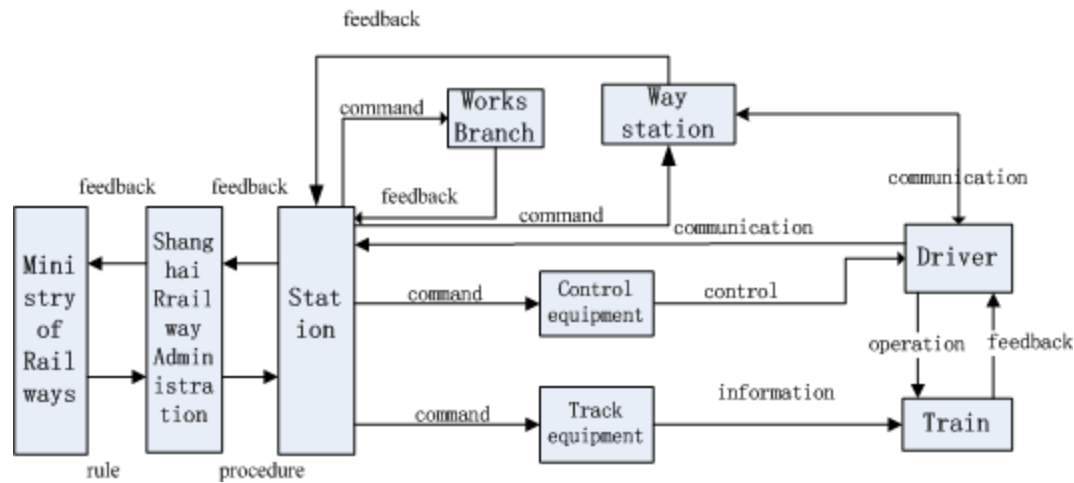 feedback
Works
Branch
Way
station
command
feedback
feedback
feedback
command
communication
communication
Mini
stry
of
Rail
ways
Shang
hai
Rrail
way
Admin
istra
tion
Stat
ion
Driver
command
Control
equipment
control
operation
feedback
command
Track
equipment
information
Train
rule
procedure